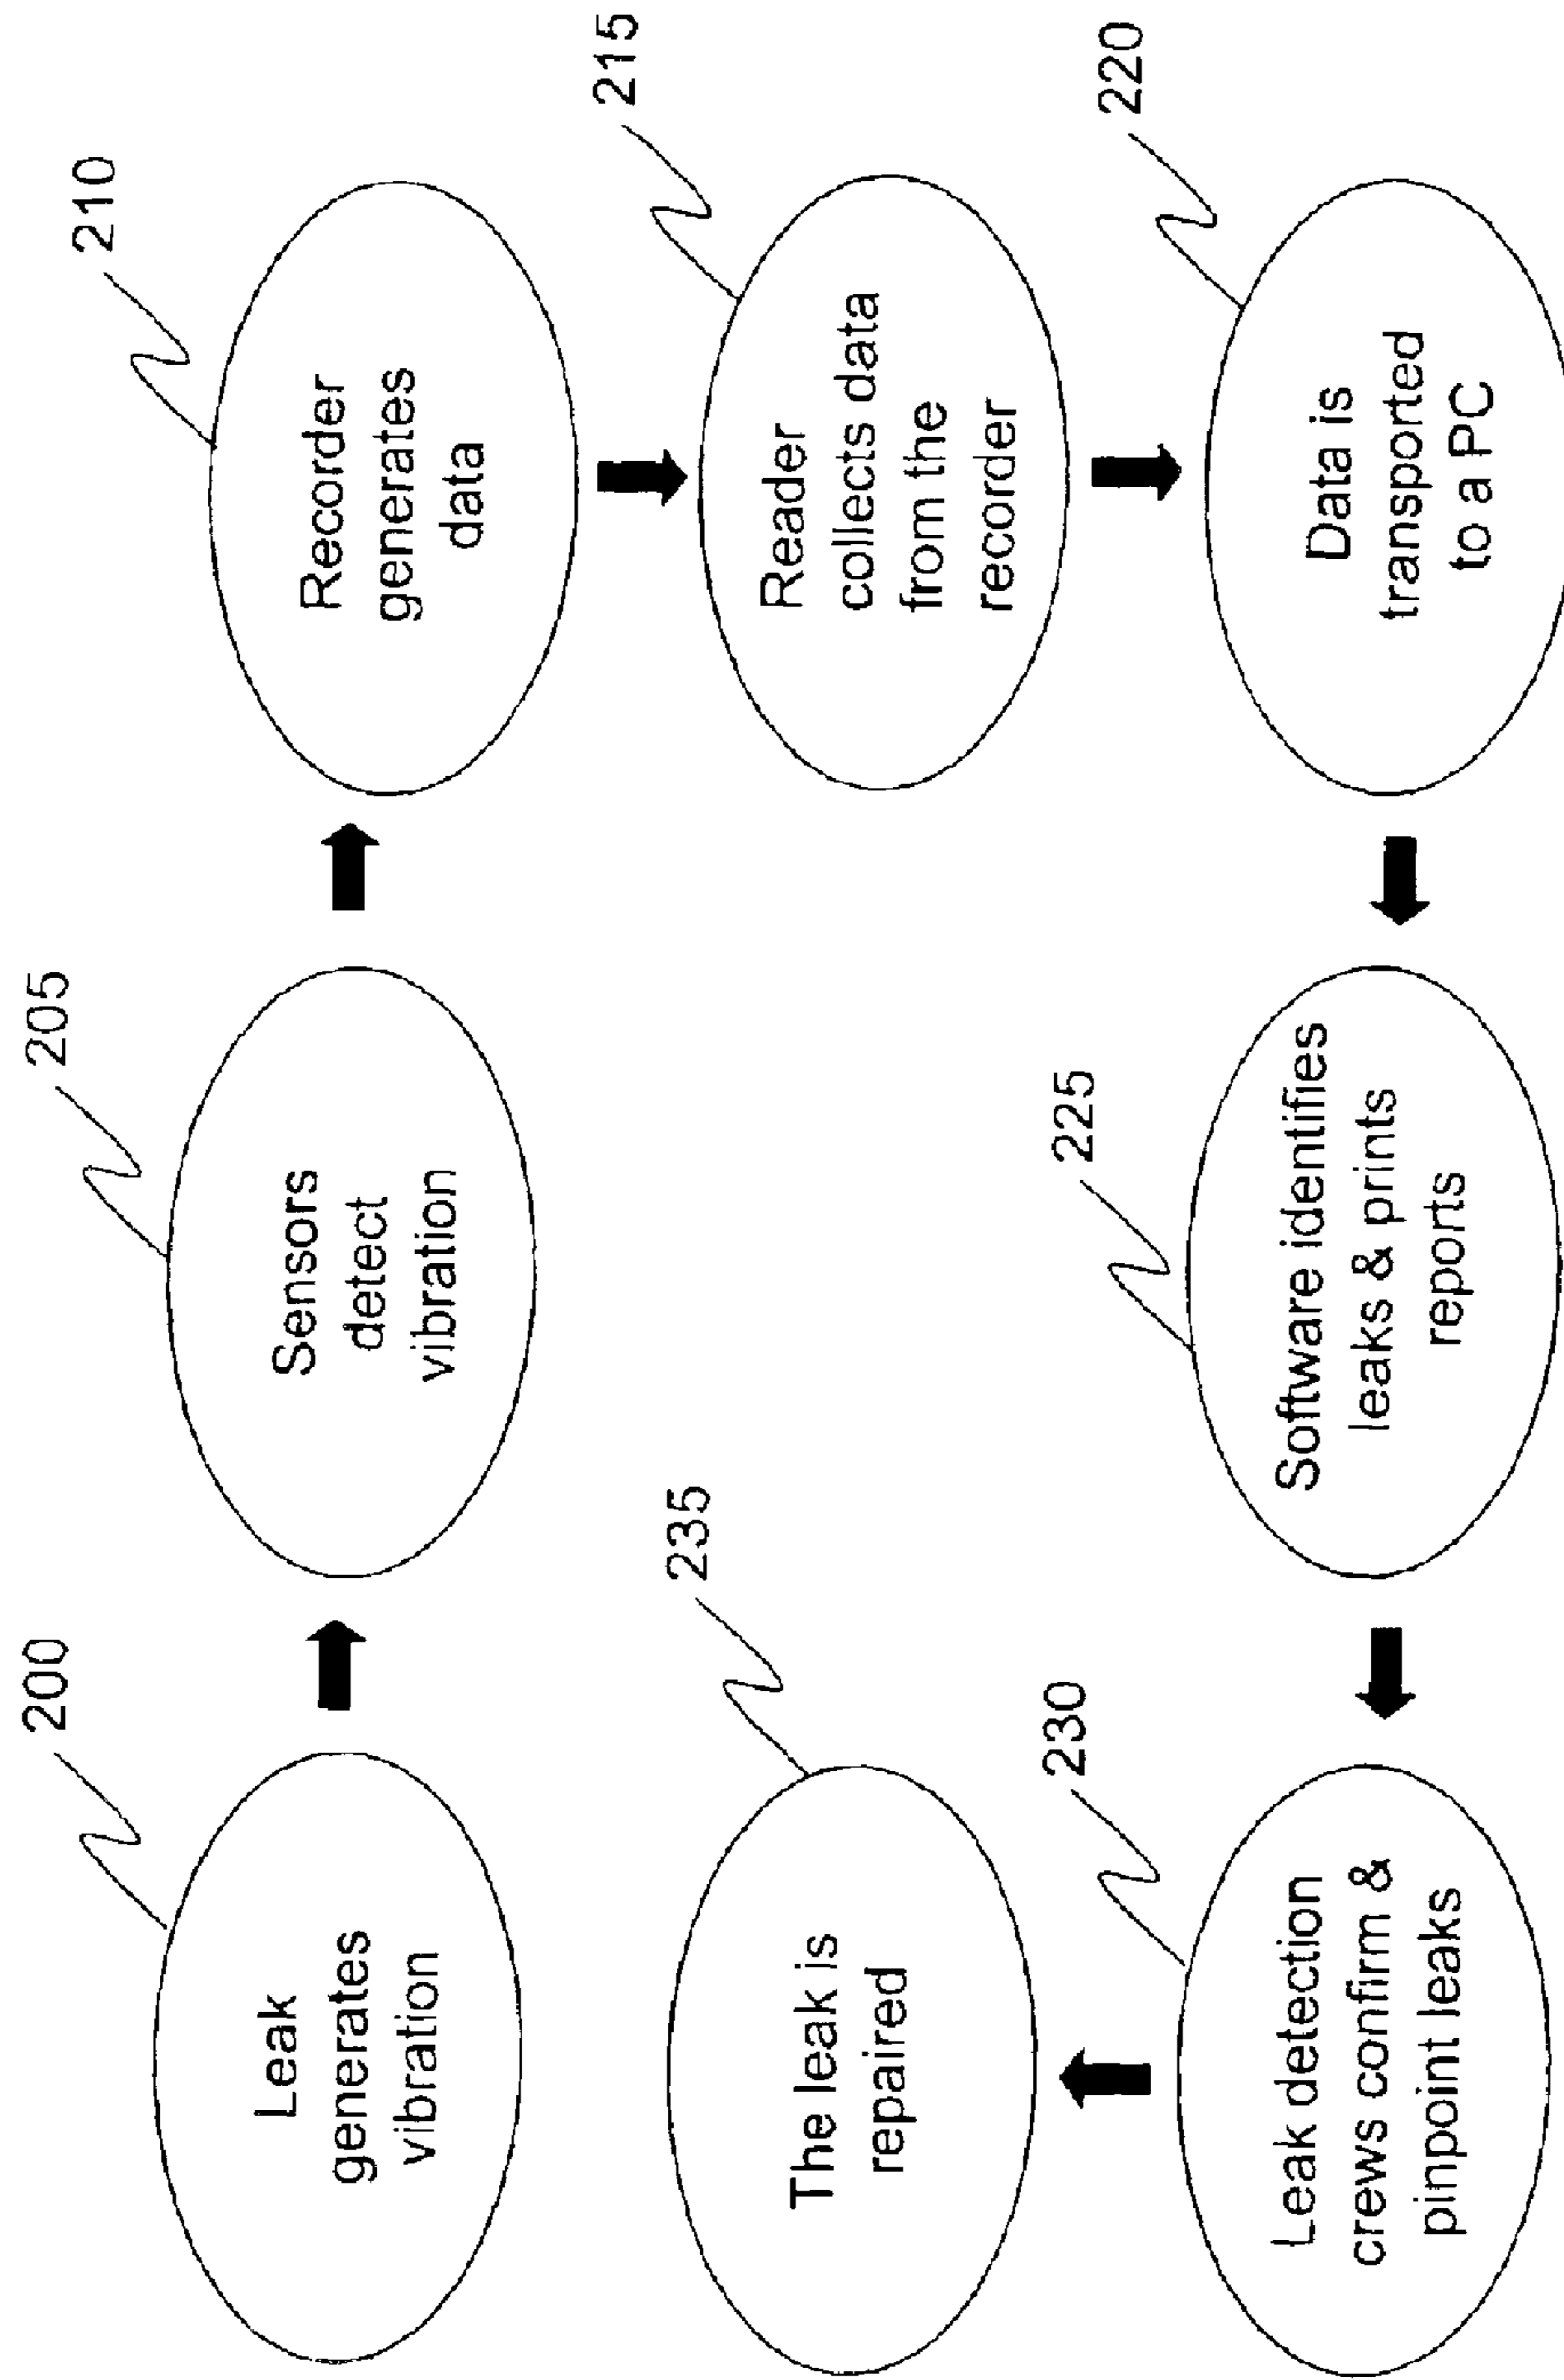 200
Leak
generates
vibration
205
Sensors
detect
vibration
210
Recorder
generates
data
215
Reader
collects data
from the
recorder
220
Data is
transported
to a PC
225
Software identifies
leaks & prints
reports
230
Leak detection
crews confirm &
pinpoint leaks
235
The leak is
repaired